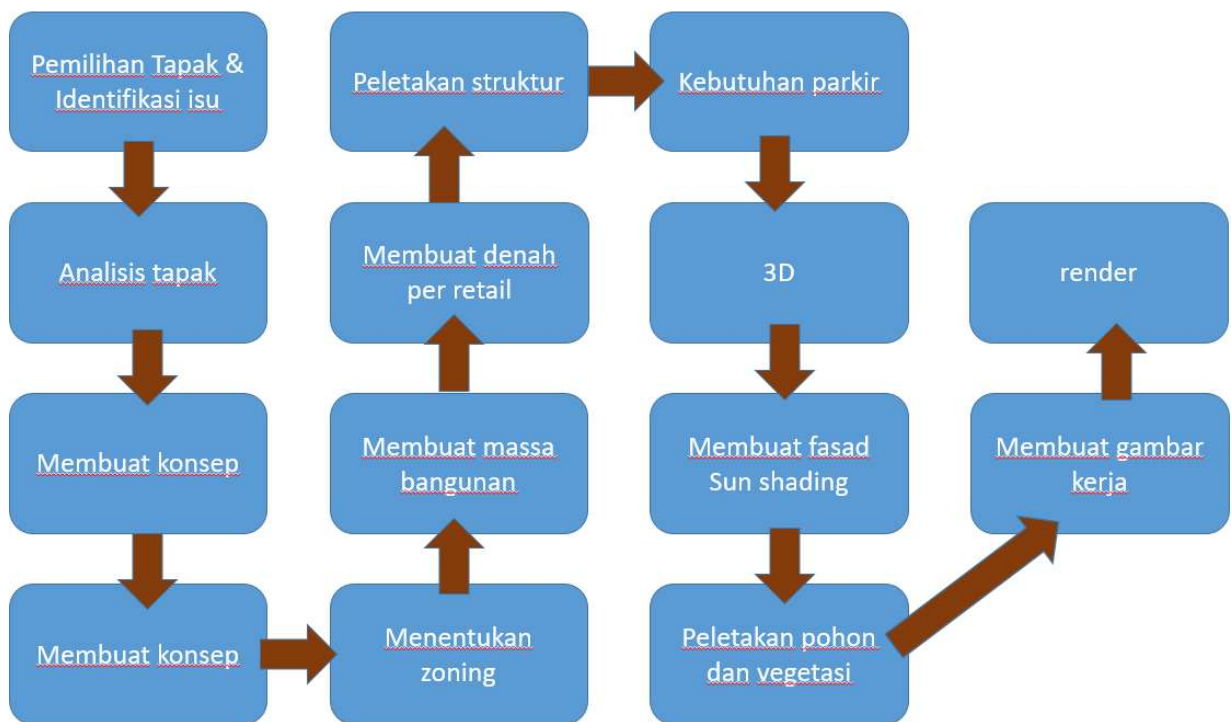 Pemilihan Tapak &
Identifikasi isu
Analisis tapak
Membuat konsep
Membuat konsep
Menentukan
zoning
Membuat massa
bangunan
Membuat denah
per retail
Peletakan struktur
Kebutuhan parkir
3D
Membuat fasad
Sun shading
Peletakan pohon
dan vegetasi
Membuat gambar
kerja
render